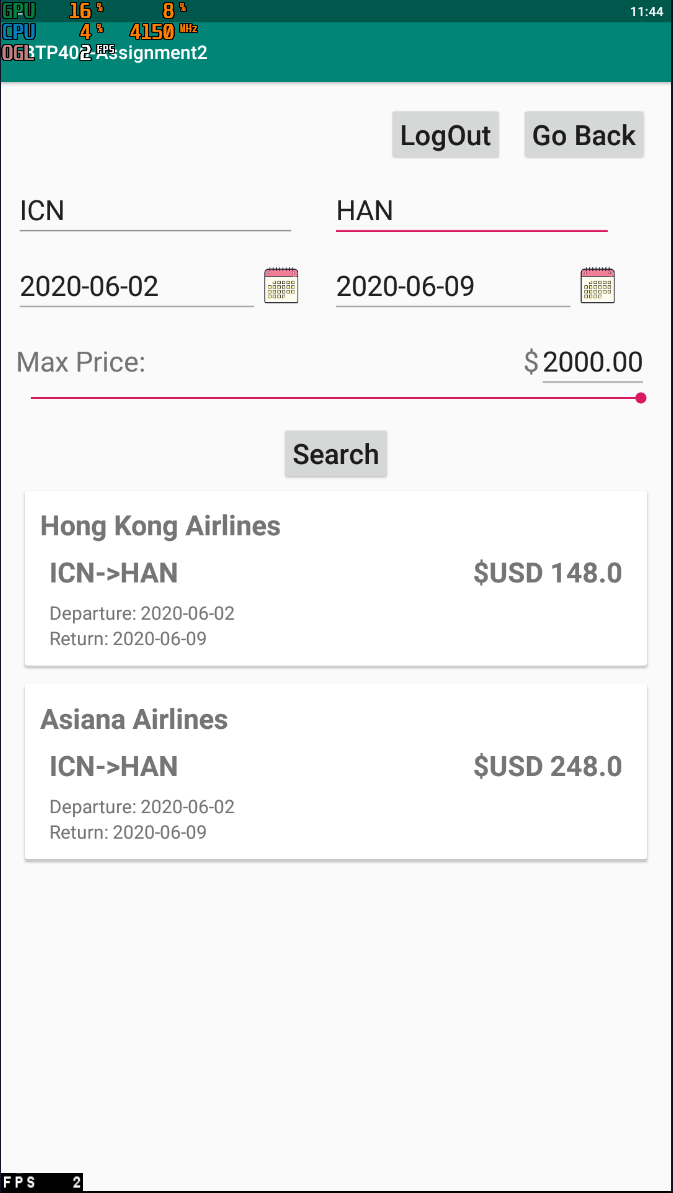 GPU 16 % 8 %
11:44
CPU 4 % 4150 MHz
OGL 2 FPS
Assignment2
LogOut Go Back
ICN HAN
2020-06-02 2020-06-09
Max Price: $ 2000.00
Search
Hong Kong Airlines
ICN->HAN $USD 148.0
Departure: 2020-06-02
Return: 2020-06-09
Asiana Airlines
ICN->HAN $USD 248.0
Departure: 2020-06-02
Return: 2020-06-09
FPS 2